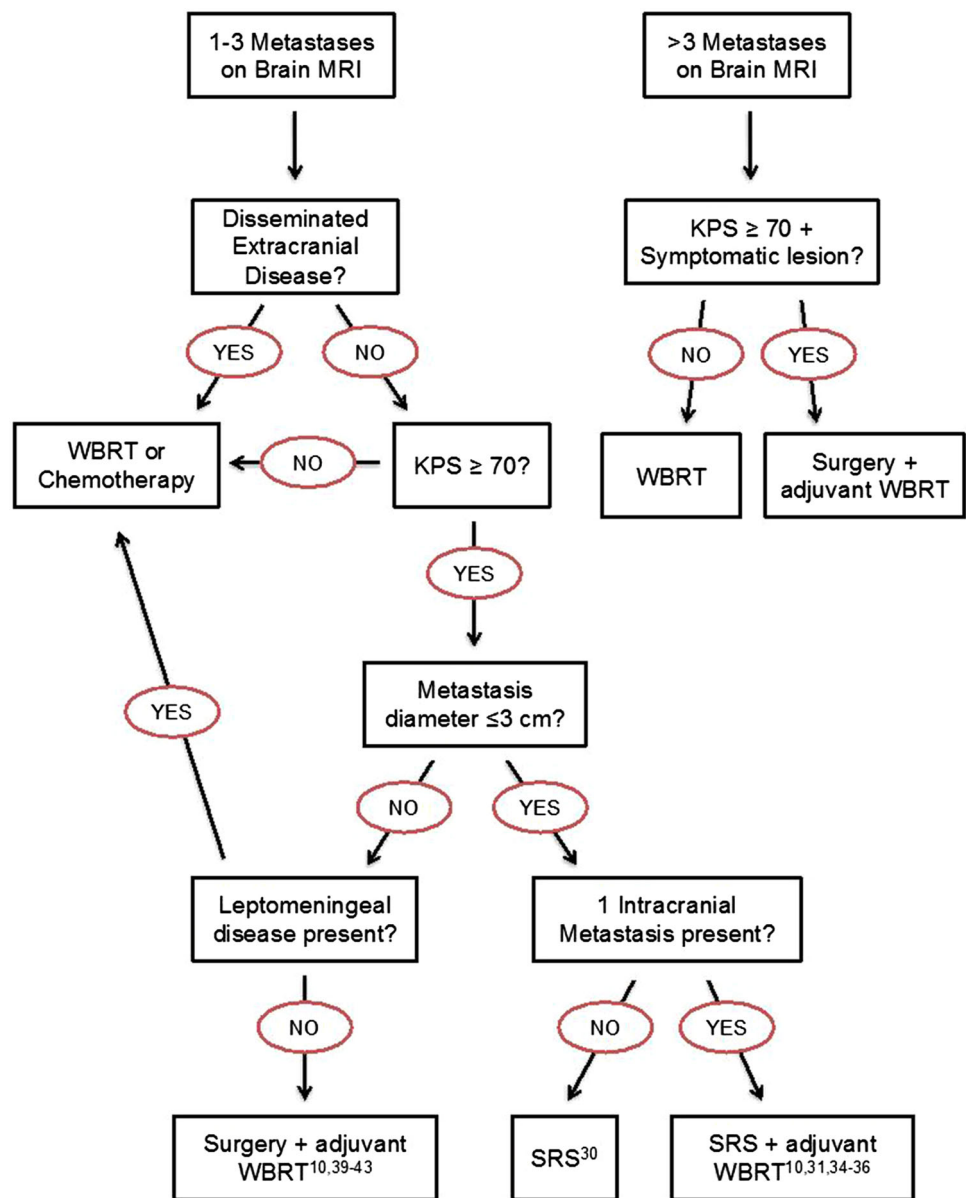 1-3 Metastases
on Brain MRI
>3 Metastases
on Brain MRI
Disseminated
Extracranial
Disease?
KPS ≥ 70 +
Symptomatic lesion?
YES
NO
NO
YES
WBRT or
Chemotherapy
NO
KPS ≥ 70?
WBRT
Surgery +
adjuvant WBRT
YES
Metastasis
diameter ≤3 cm?
YES
NO
YES
Leptomeningeal
disease present?
1 Intracranial
Metastasis present?
NO
NO
YES
Surgery + adjuvant
WBRT10,39-43
SRS30
SRS + adjuvant
WBRT10,31,34-36